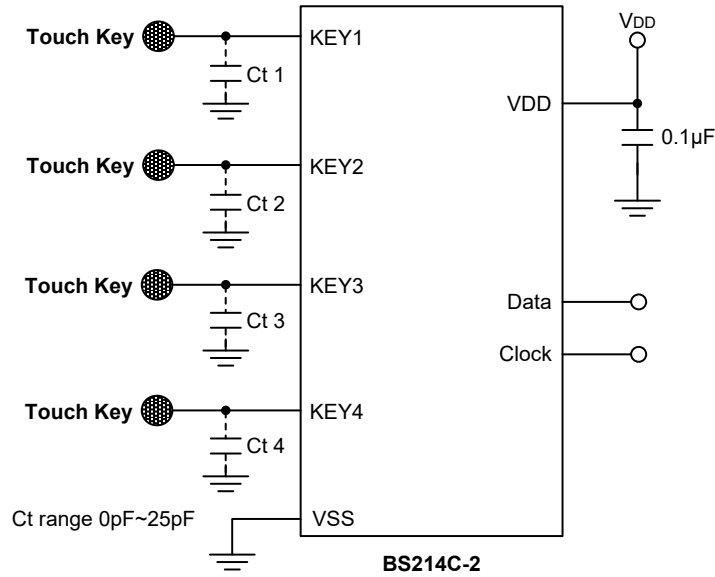 Touch Key
KEY1
Ct 1
VDD
VDD
0.1µF
Touch Key
KEY2
Ct 2
Touch Key
KEY3
Ct 3
Data
Clock
Touch Key
KEY4
Ct 4
Ct range 0pF~25pF
VSS
BS214C-2